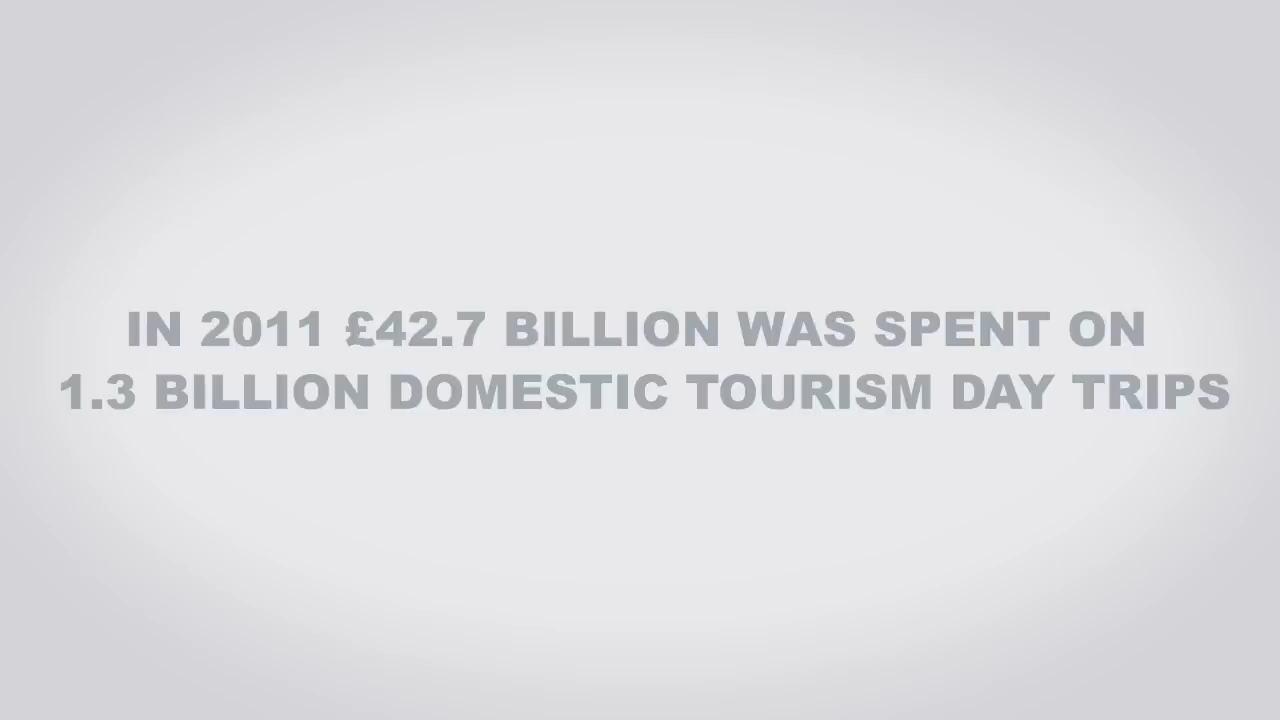 IN 2011 £42.7 BILLION WAS SPENT ON
1.3 BILLION DOMESTIC TOURISM DAY TRIPS